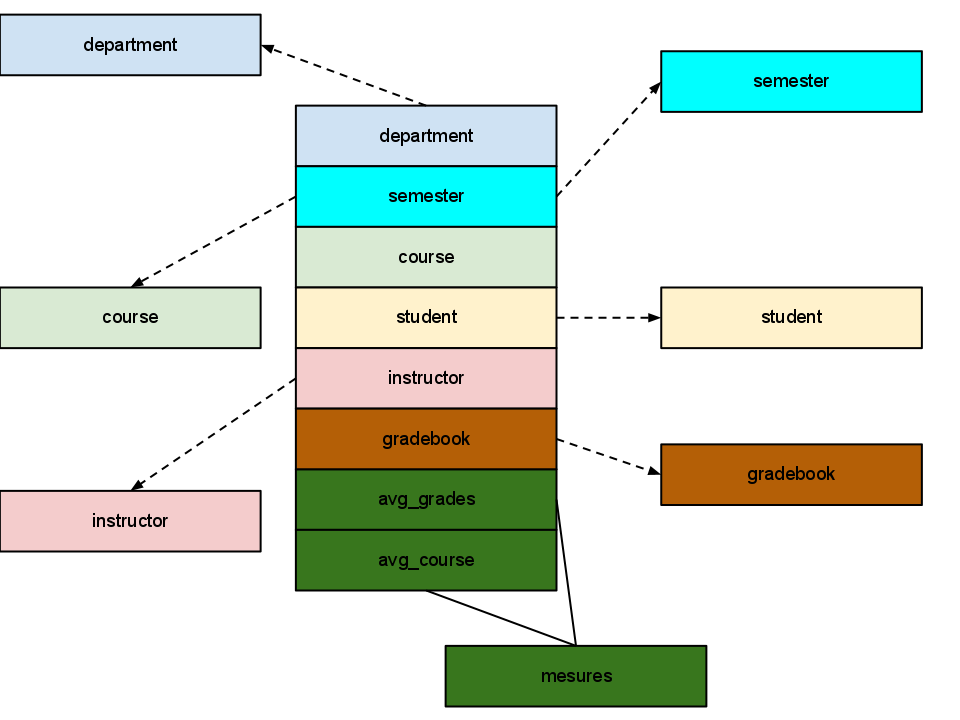 department
semester
department
semester
course
course
student
student
instructor
gradebook
gradebook
avg_grades
instructor
avg_course
mesures